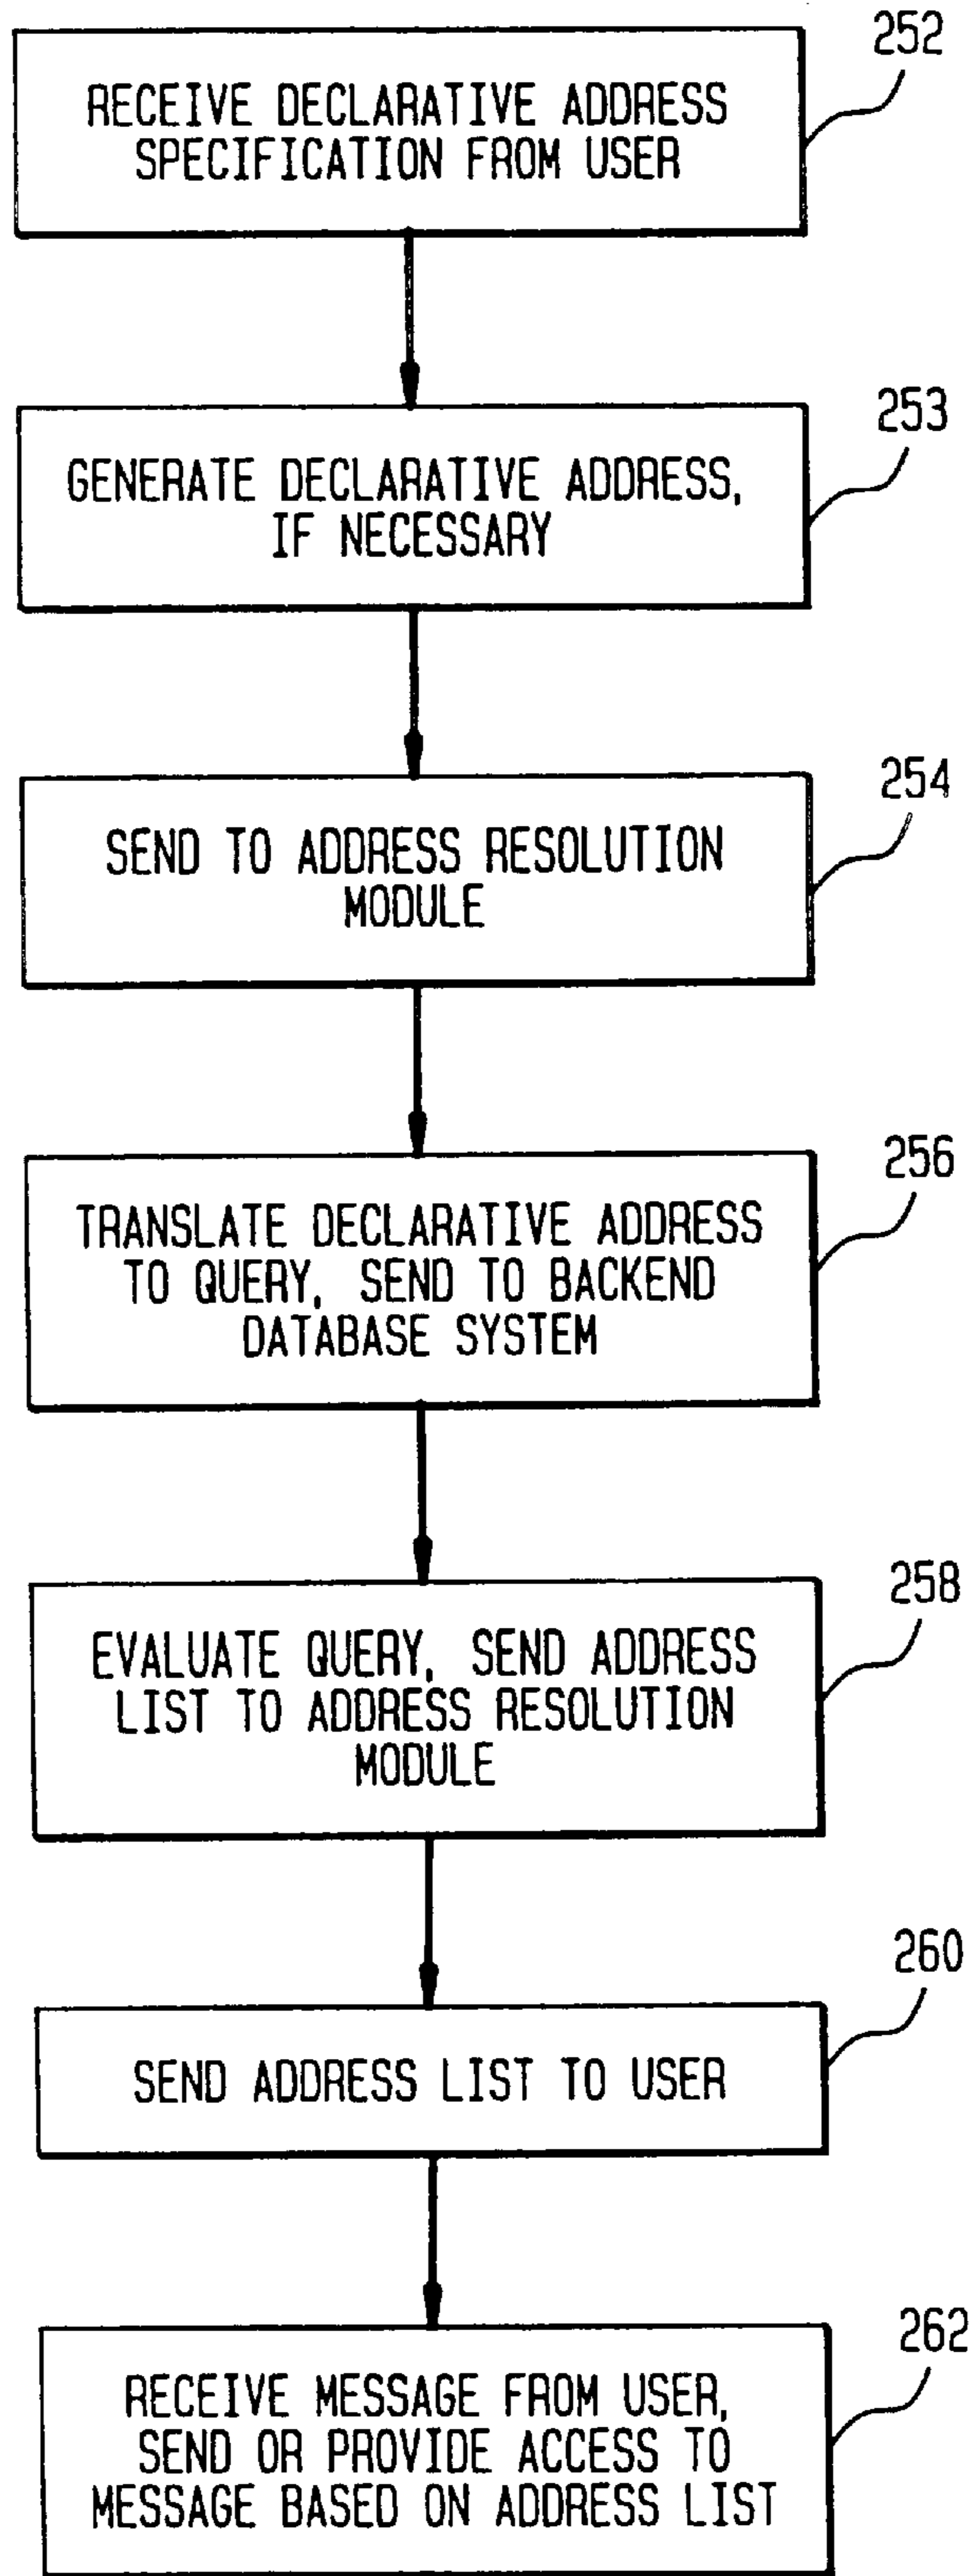 252
RECEIVE DECLARATIVE ADDRESS
SPECIFICATION FROM USER
253
GENERATE DECLARATIVE ADDRESS,
IF NECESSARY
254
SEND TO ADDRESS RESOLUTION
MODULE
256
TRANSLATE DECLARATIVE ADDRESS
TO QUERY, SEND TO BACKEND
DATABASE SYSTEM
258
EVALUATE QUERY, SEND ADDRESS
LIST TO ADDRESS RESOLUTION
MODULE
260
SEND ADDRESS LIST TO USER
262
RECEIVE MESSAGE FROM USER,
SEND OR PROVIDE ACCESS TO
MESSAGE BASED ON ADDRESS LIST